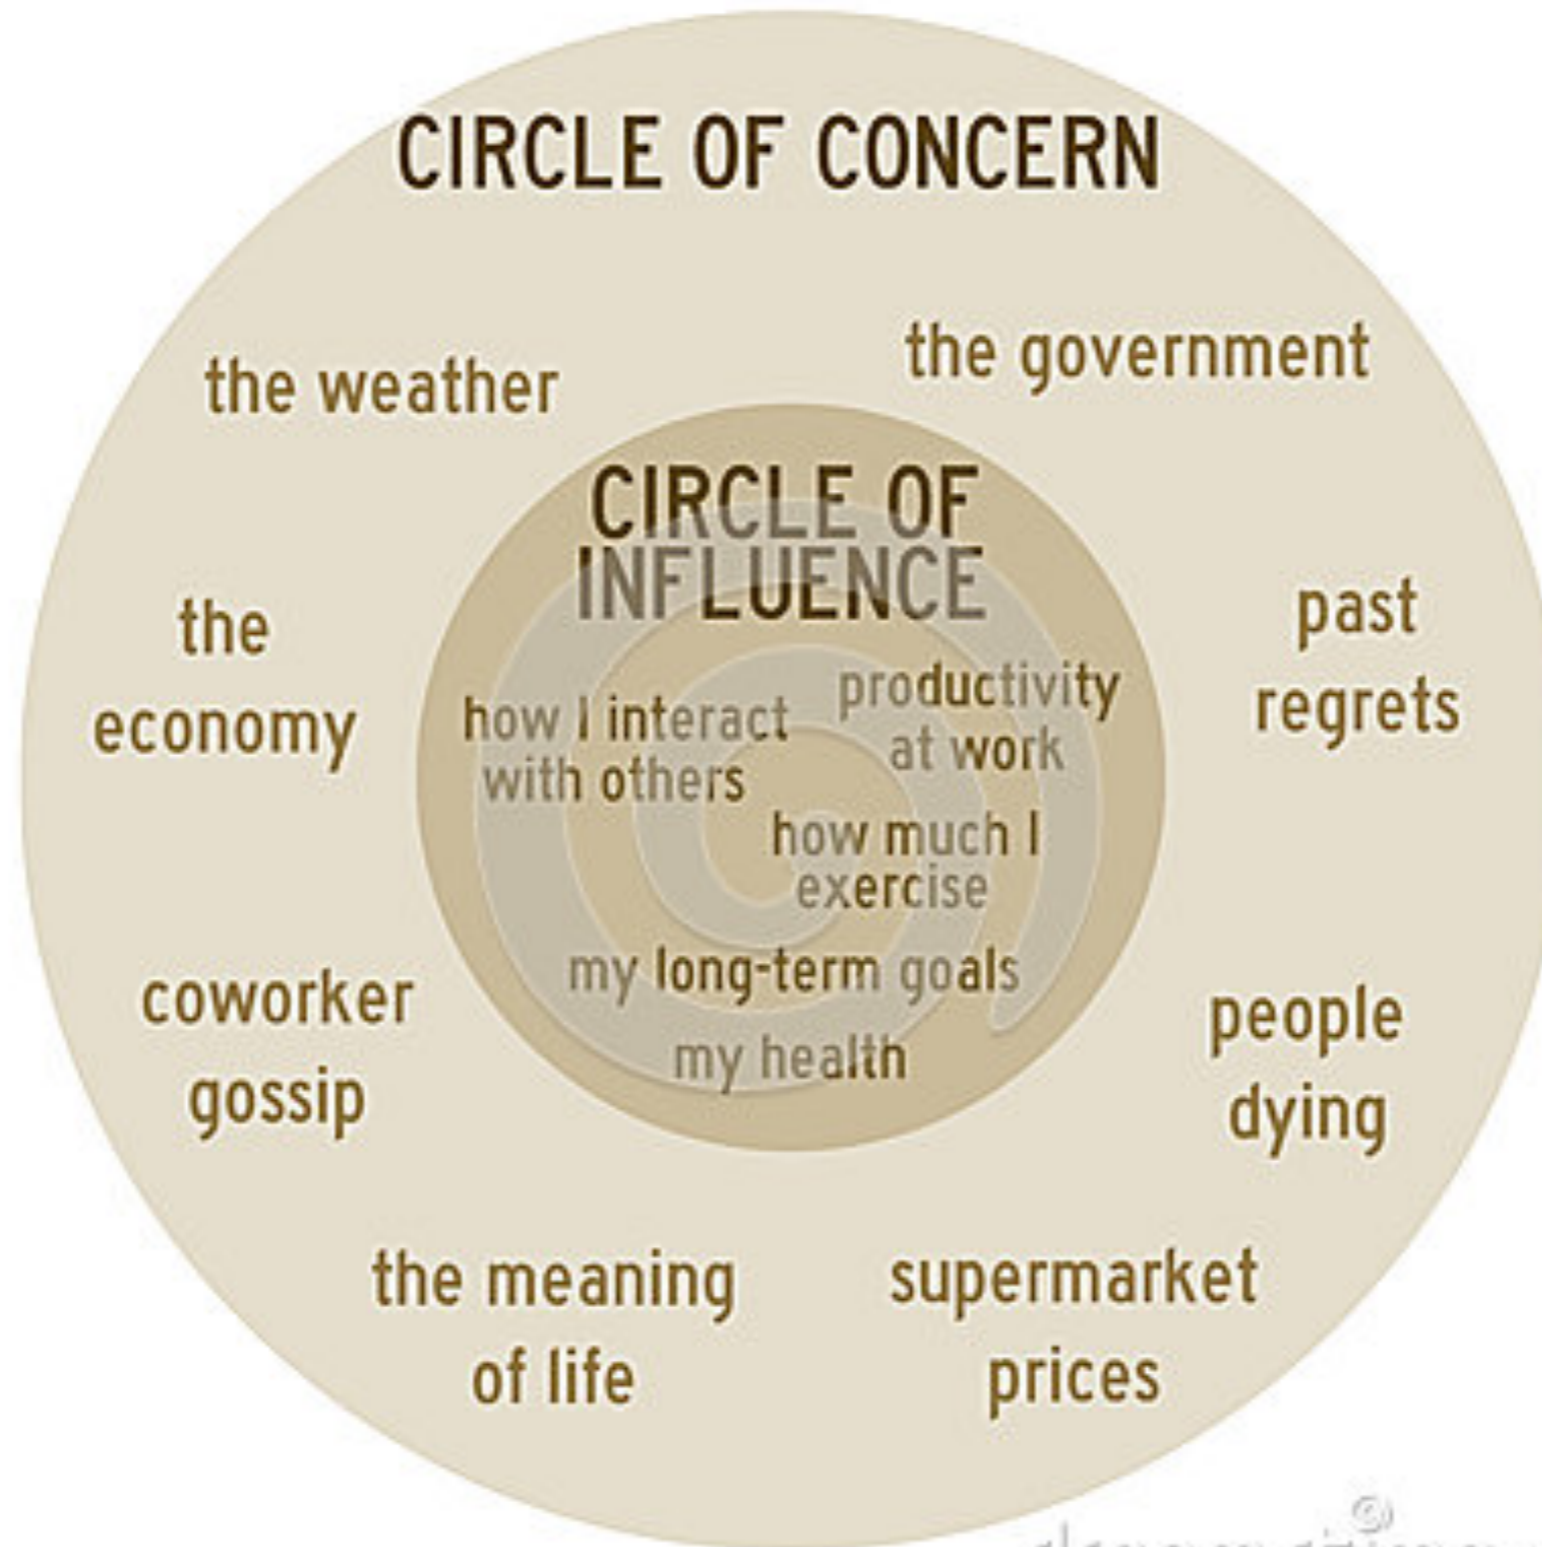 CIRCLE OF CONCERN
the weather
the government
CIRCLE OF
INFLUENCE
the
economy
past
regrets
how I interact
with others
productivity
at work
how much I
exercise
my long-term goals
my health
coworker
gossip
people
dying
the meaning
of life
supermarket
prices